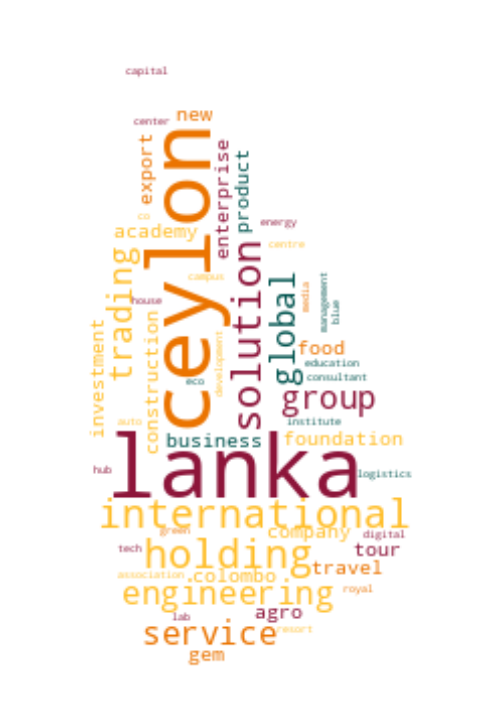 capital
new
center
export
ceylon
enterprise
product
co
academy
energy
centre
trading
solution
campus
global
house
media
management
blue
investment
construction
development
food
education
eco
consultant
group
auto
institute
business
foundation
lanka
hub
logistics
international
green
company
digital
tech
holding
tour
travel
association
colombo
engineering
royal
agro
lab
service
resort
gem